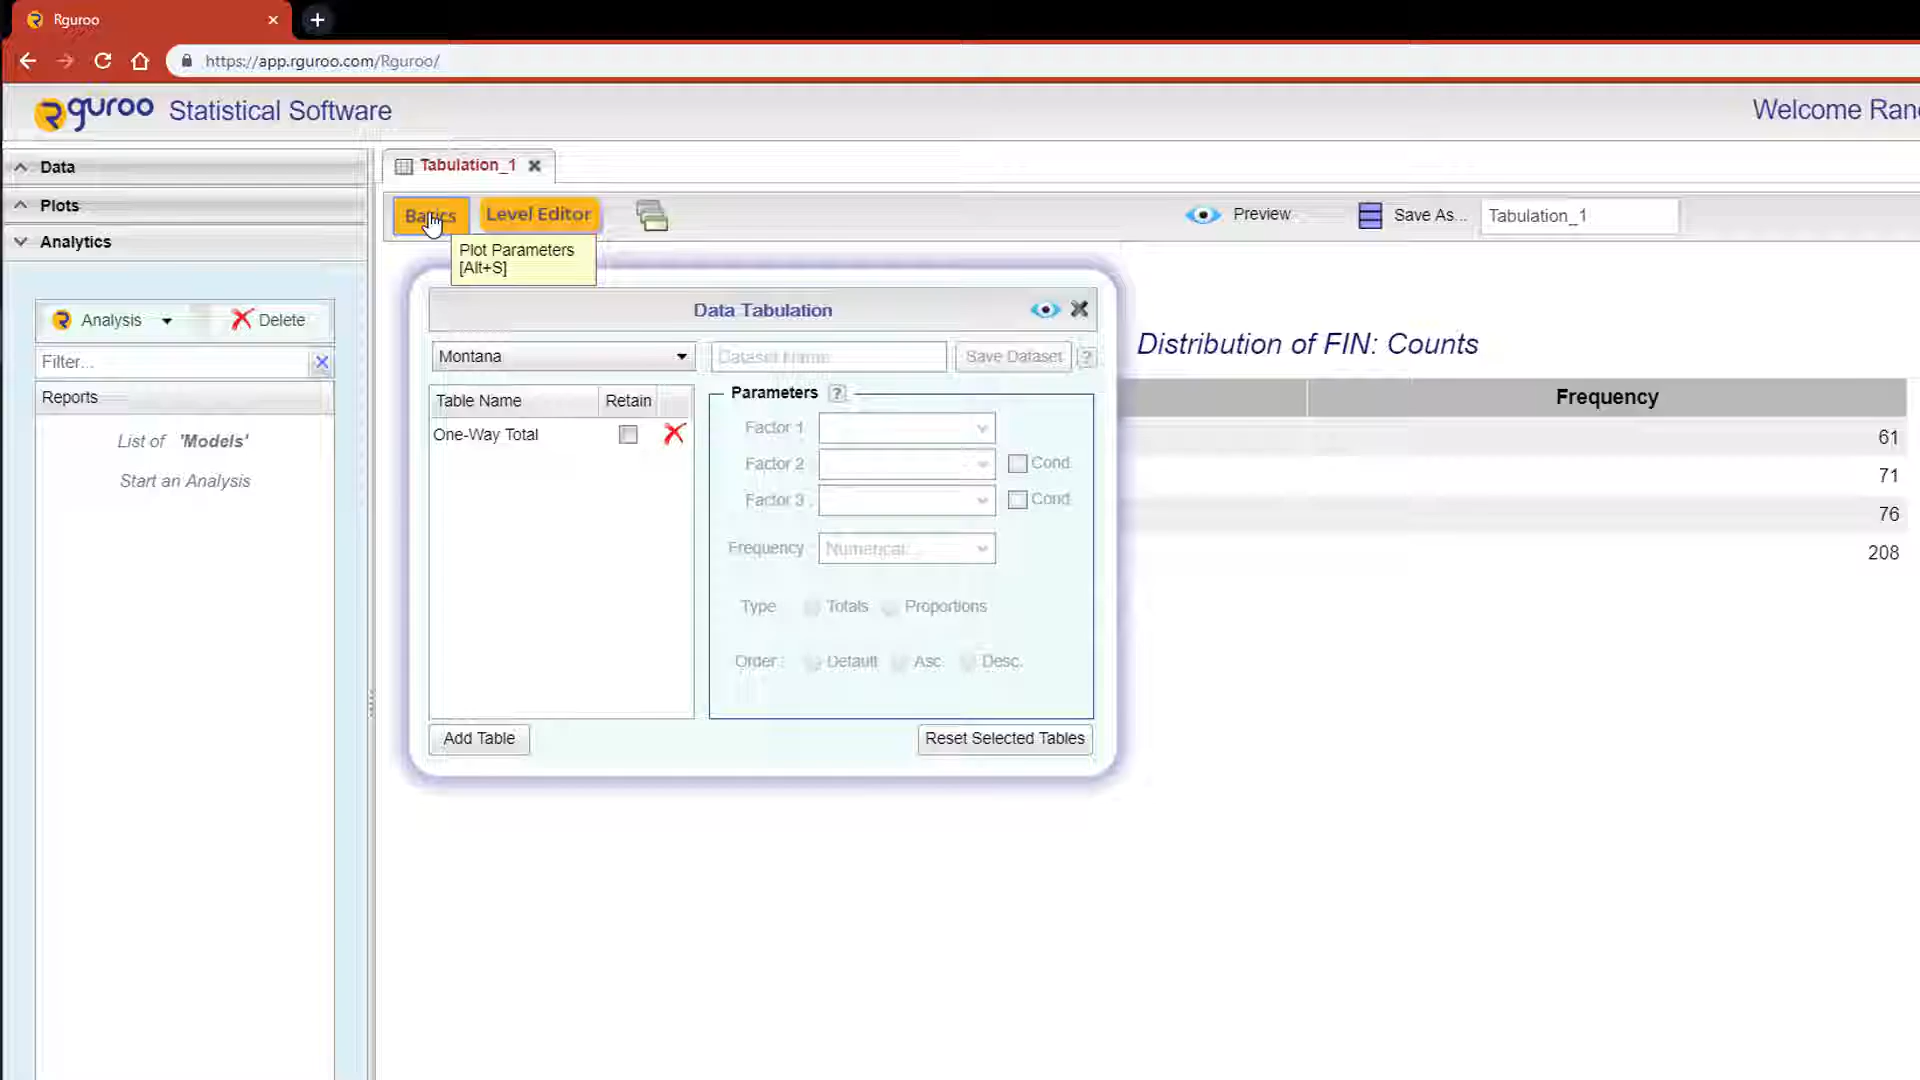 Rguroo
https://app.rguroo.com/Rguroo/
Rguroo Statistical Software
Welcome Ran
Data
Plots
Analytics
Analysis
Delete
Filter...
Reports
List of 'Models'
Start an Analysis
Tabulation_1
Basics
Level Editor
Preview
Save As...
Tabulation_1
Plot Parameters
[Alt+S]
Data Tabulation
Montana
Dataset Name
Save Dataset
?
Table Name
Retain
One-Way Total
Parameters
?
Factor 1
Factor 2
Cond.
Factor 3
Cond.
Frequency
Numerical...
Type
Totals
Proportions
Order :
Default
Asc.
Desc.
Add Table
Reset Selected Tables
Distribution of FIN: Counts
Frequency
61
71
76
208